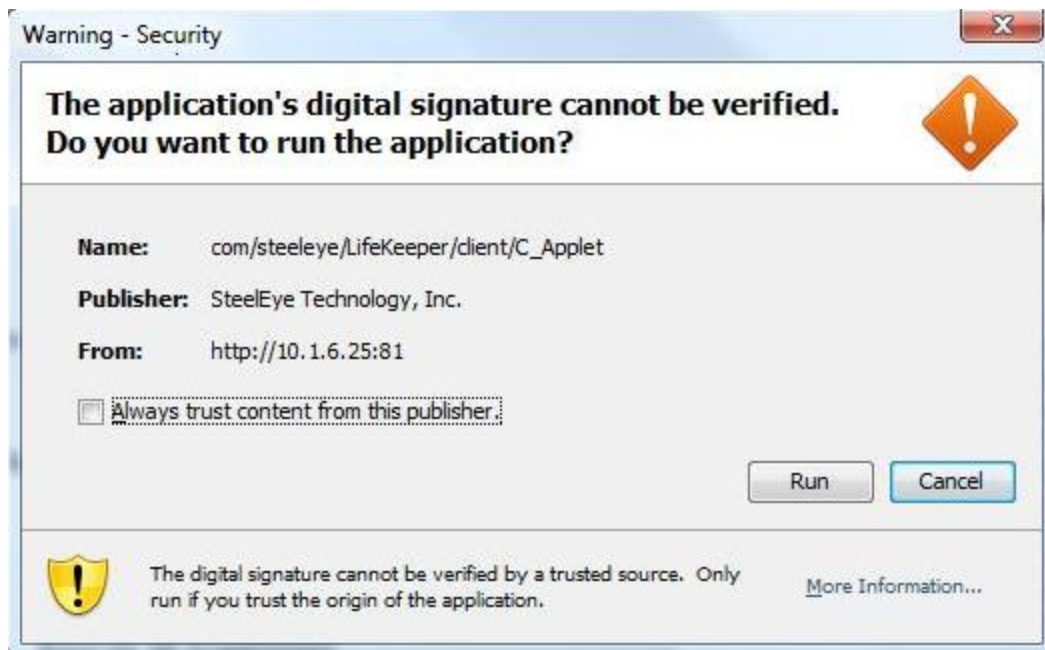 Warning - Security
The application's digital signature cannot be verified.
Do you want to run the application?
Name: com/steeleye/LifeKeeper/client/C_Applet
Publisher: SteelEye Technology, Inc.
From: http://10.1.6.25:81
Always trust content from this publisher.
Run Cancel
The digital signature cannot be verified by a trusted source. Only
run if you trust the origin of the application.
More Information...